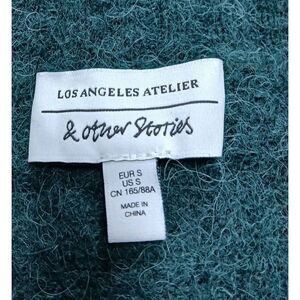 LOS ANGELES ATELIER
& other Stories
EUR S
US S
CN 165/88A
MADE IN
CHINA